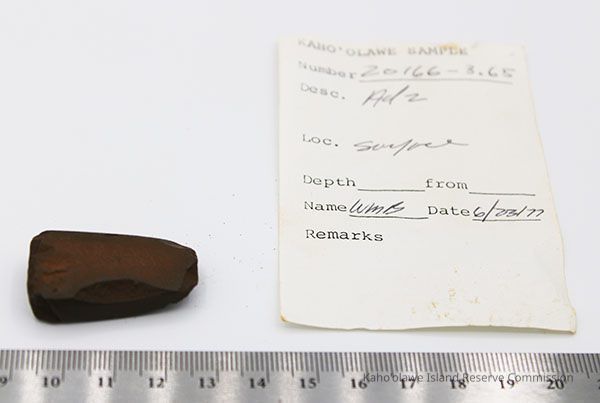 KAHO'OLAWE SAMPLE
Number 20166-3.65
Desc. Adz
Loc. Surface
Depth from
Name WMB Date 6/23/77
Remarks
9 10 11 12 13 14 15 16 17 18 19 20
Kaho'olawe Island Reserve Commission